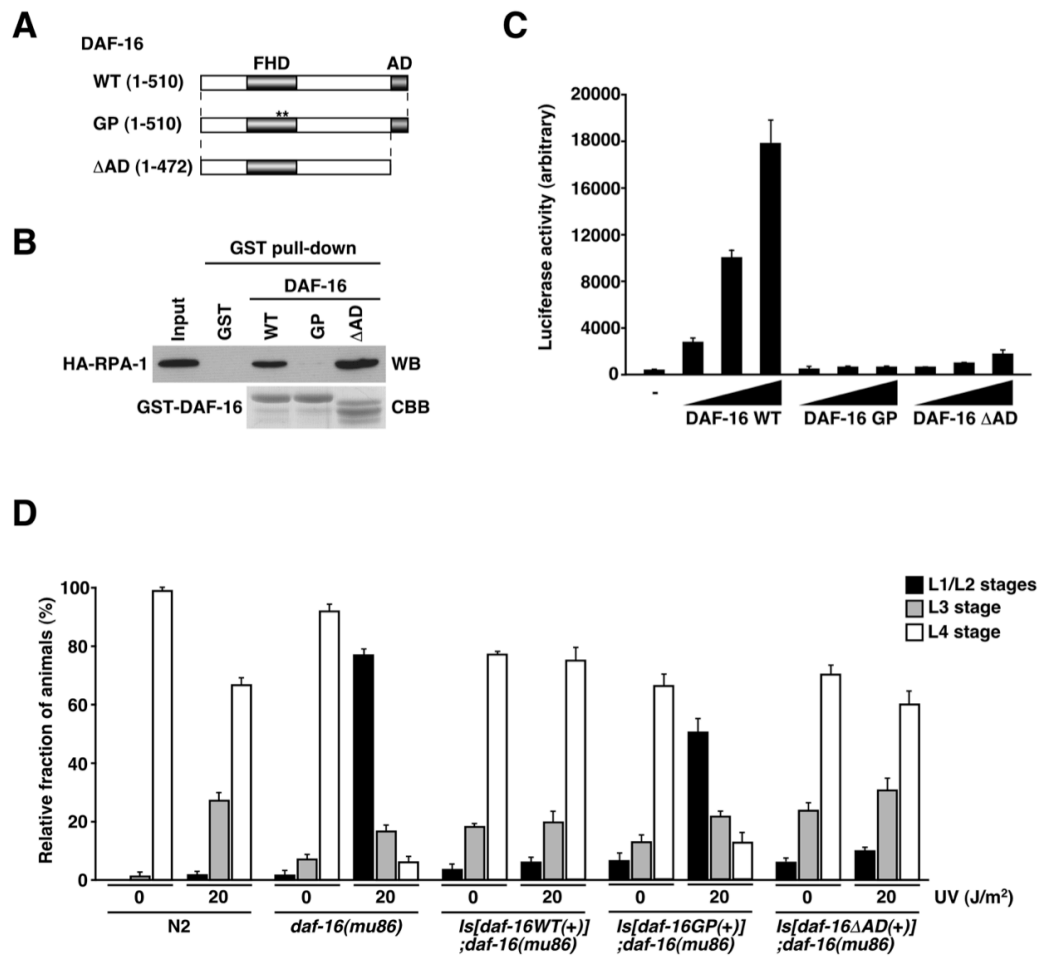 A
DAF-16
FHD AD
WT (1-510)
**
GP (1-510)
ΔAD (1-472)
B
GST pull-down
DAF-16
Input GST WT GP ΔAD
HA-RPA-1 WB
GST-DAF-16 CBB
C
Luciferase activity (arbitrary)
20000
18000
16000
12000
8000
4000
0
-
DAF-16 WT DAF-16 GP DAF-16 ΔAD
D
Relative fraction of animals (%)
100
80
60
40
20
0
L1/L2 stages
L3 stage
L4 stage
0 20 0 20 0 20 0 20 0 20 UV (J/m²)
N2 daf-16(mu86) Is[daf-16WT(+)] Is[daf-16GP(+)] Is[daf-16ΔAD(+)]
;daf-16(mu86) ;daf-16(mu86) ;daf-16(mu86)